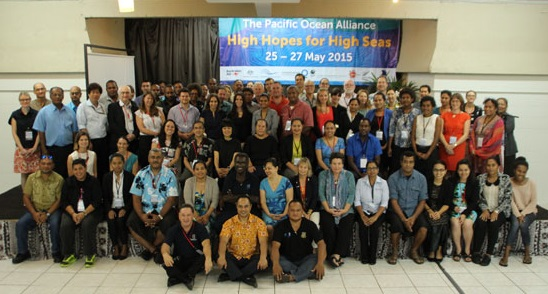 The Pacific Ocean Alliance
High Hopes for High Seas
25 – 27 May 2015